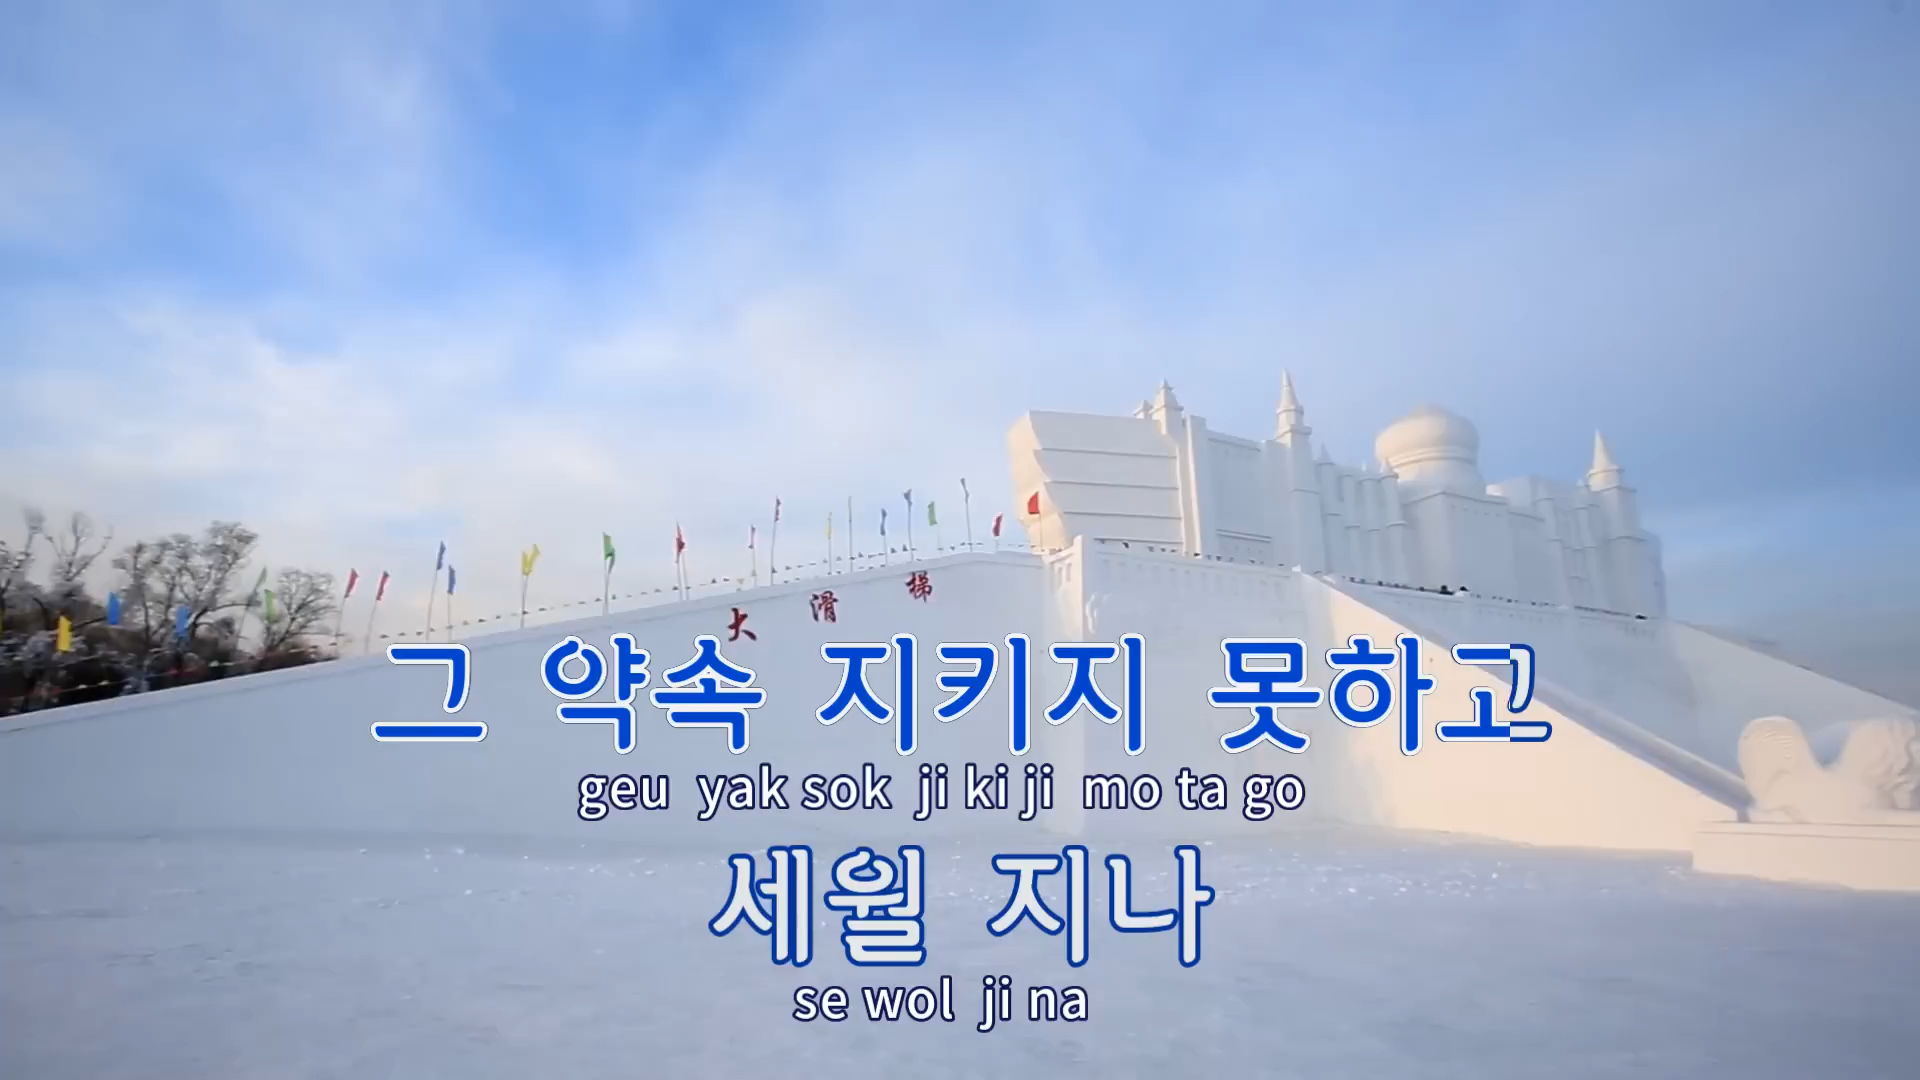 大滑梯
그 약속 지키지 못하고
geu yak sok ji ki ji mo ta go
세월 지나
se wol ji na